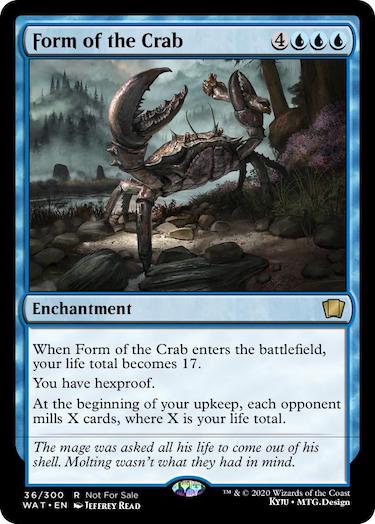 Form of the Crab 4
Enchantment
When Form of the Crab enters the battlefield,
your life total becomes 17.
You have hexproof.
At the beginning of your upkeep, each opponent
mills X cards, where X is your life total.
The mage was asked all his life to come out of his
shell. Molting wasn't what they had in mind.
36/300 R Not For Sale ™ & © 2020 Wizards of the Coast
WAT • EN Jeffrey Read Kyju • MTG.Design